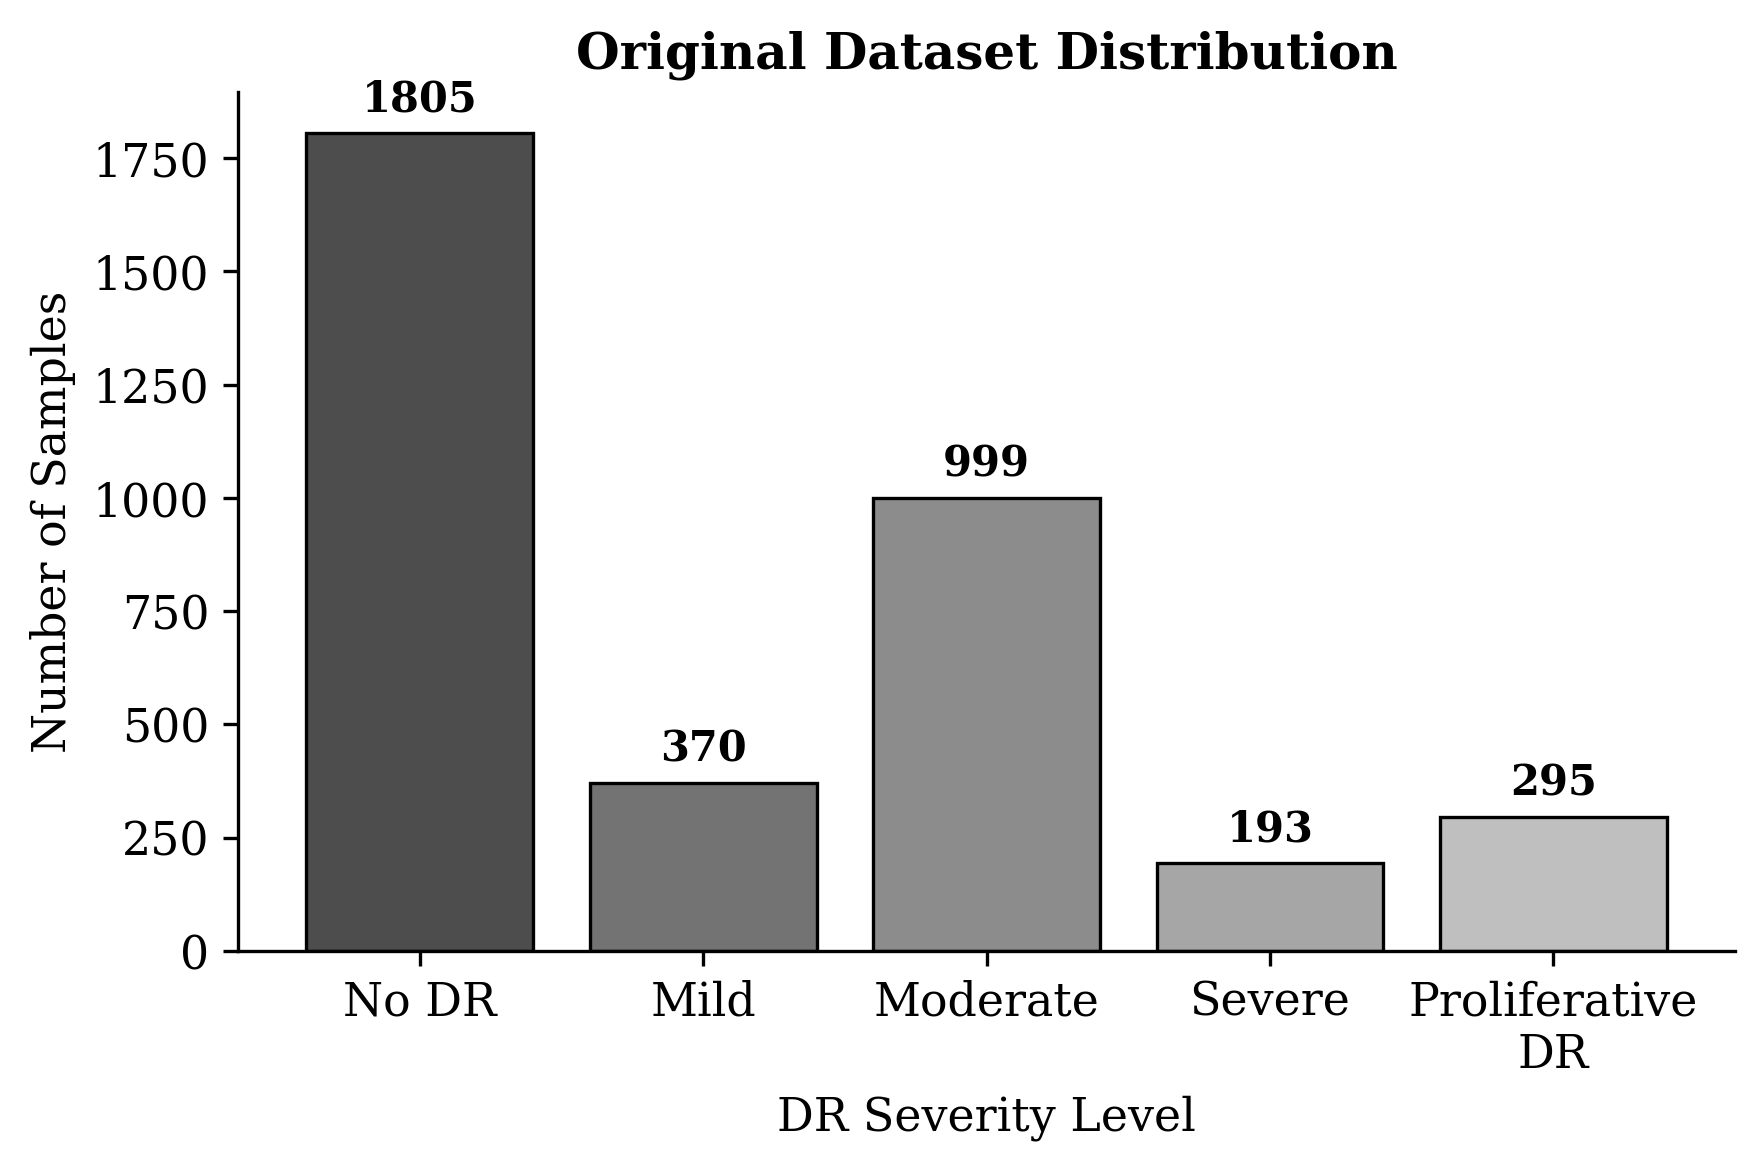 Original Dataset Distribution
1805
1750
1500
1250
1000
750
500
250
0
Number of Samples
999
370
193
295
No DR
Mild
Moderate
Severe
Proliferative
DR
DR Severity Level